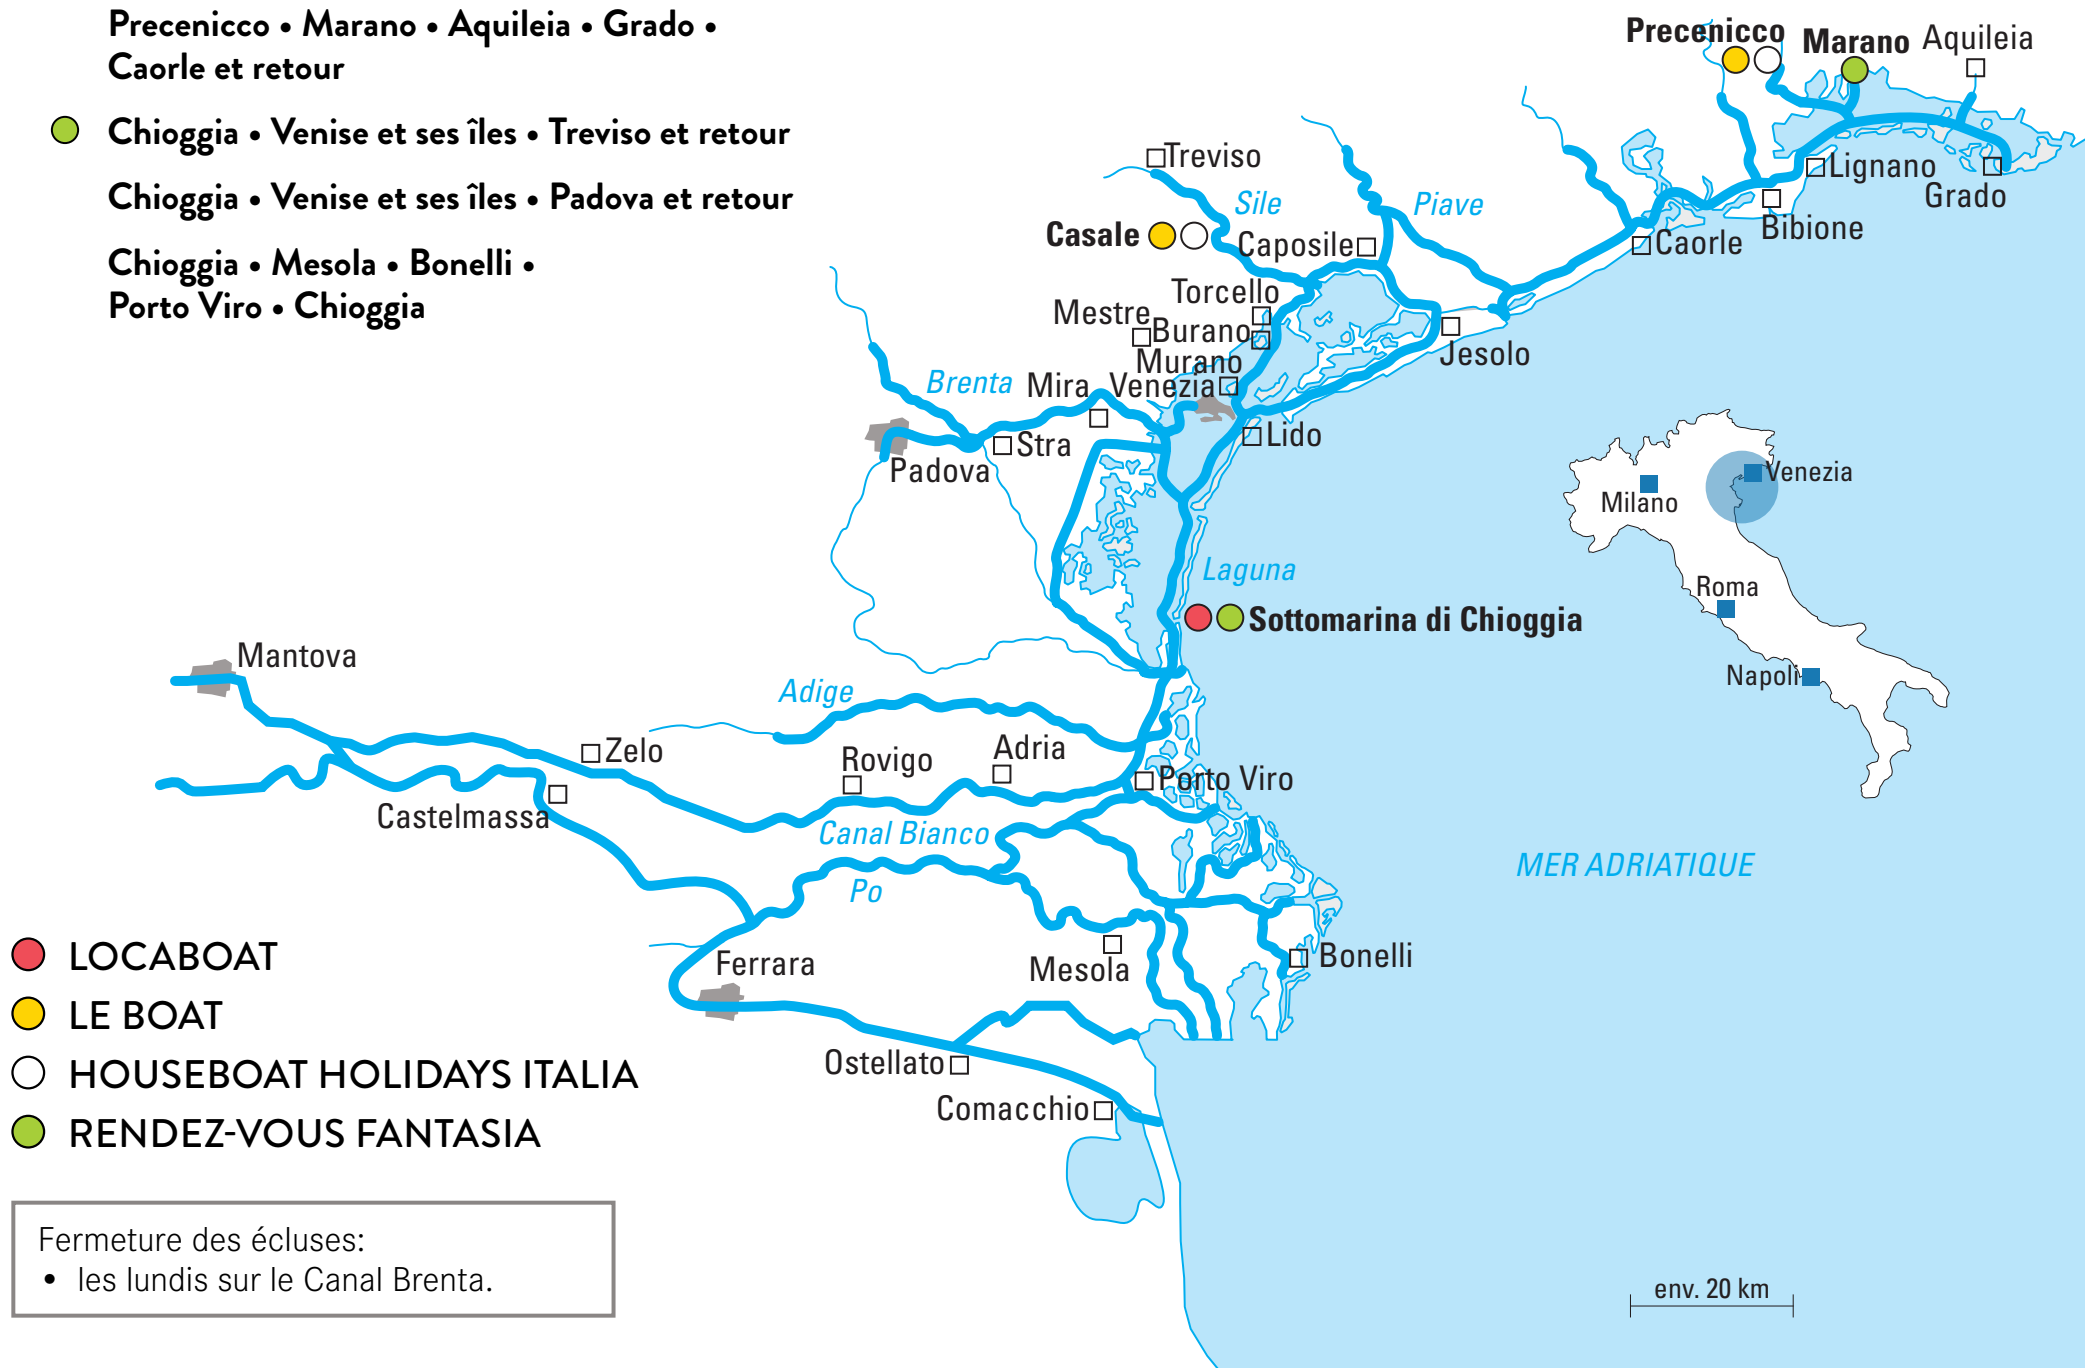 Precenicco • Marano • Aquileia • Grado •
Caorle et retour
Chioggia • Venise et ses îles • Treviso et retour
Chioggia • Venise et ses îles • Padova et retour
Chioggia • Mesola • Bonelli •
Porto Viro • Chioggia
Precenicco
Marano
Aquileia
Treviso
Lignano
Grado
Sile
Piave
Casale
Caposile
Caorle
Bibione
Torcello
Mestre
Burano
Murano
Jesolo
Brenta
Mira
Venezia
Lido
Stra
Padova
Venezia
Milano
Laguna
Roma
Sottomarina di Chioggia
Mantova
Napoli
Adige
Zelo
Rovigo
Adria
Porto Viro
Castelmassa
Canal Bianco
MER ADRIATIQUE
Po
Ferrara
Mesola
Bonelli
Ostellato
Comacchio
LOCABOAT
LE BOAT
HOUSEBOAT HOLIDAYS ITALIA
RENDEZ-VOUS FANTASIA
Fermeture des écluses:
• les lundis sur le Canal Brenta.
env. 20 km